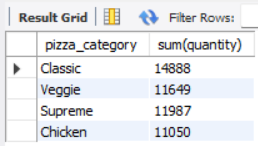 Result Grid Filter Rows:
pizza_category sum(quantity)
Classic 14888
Veggie 11649
Supreme 11987
Chicken 11050